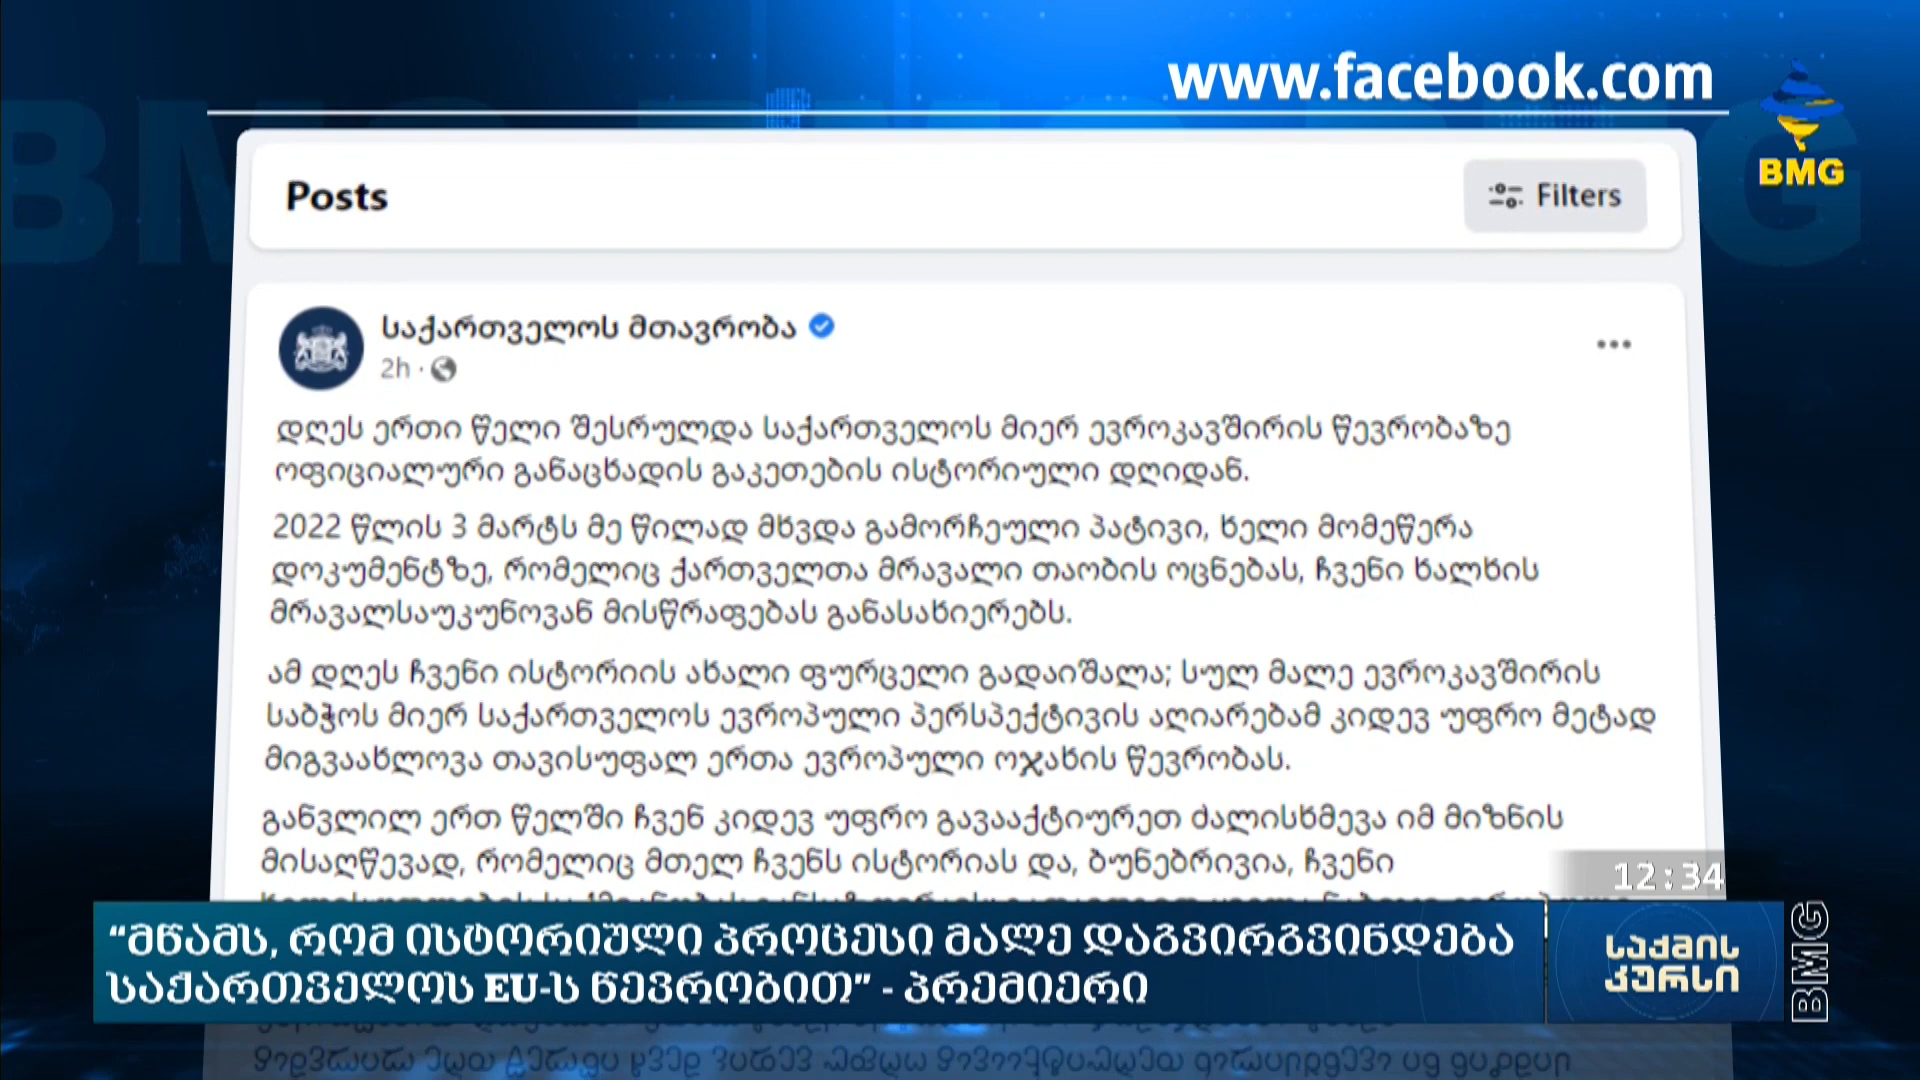 www.facebook.com
BMG
Posts
Filters
საქართველოს მთავრობა
2h ·
დღეს ერთი წელი შესრულდა საქართველოს მიერ ევროკავშირის წევრობაზე
ოფიციალური განაცხადის გაკეთების ისტორიული დღიდან.
2022 წლის 3 მარტს მე წილად მხვდა გამორჩეული პატივი, ხელი მომეწერა
დოკუმენტზე, რომელიც ქართველთა მრავალი თაობის ოცნებას, ჩვენი ხალხის
მრავალსაუკუნოვან მისწრაფებას განასახიერებს.
ამ დღეს ჩვენი ისტორიის ახალი ფურცელი გადაიშალა; სულ მალე ევროკავშირის
საბჭოს მიერ საქართველოს ევროპული პერსპექტივის აღიარებამ კიდევ უფრო მეტად
მიგვაახლოვა თავისუფალ ერთა ევროპული ოჯახის წევრობას.
განვლილ ერთ წელში ჩვენ კიდევ უფრო გავააქტიურეთ ძალისხმევა იმ მიზნის
მისაღწევად, რომელიც მთელ ჩვენს ისტორიას და, ბუნებრივია, ჩვენი
12:34
“მწამს, რომ ისტორიული პროცესი მალე დაგვირგვინდება
საქართველოს EU-ს წევრობით” - პრემიერი
საქმის
კურსი
BMG